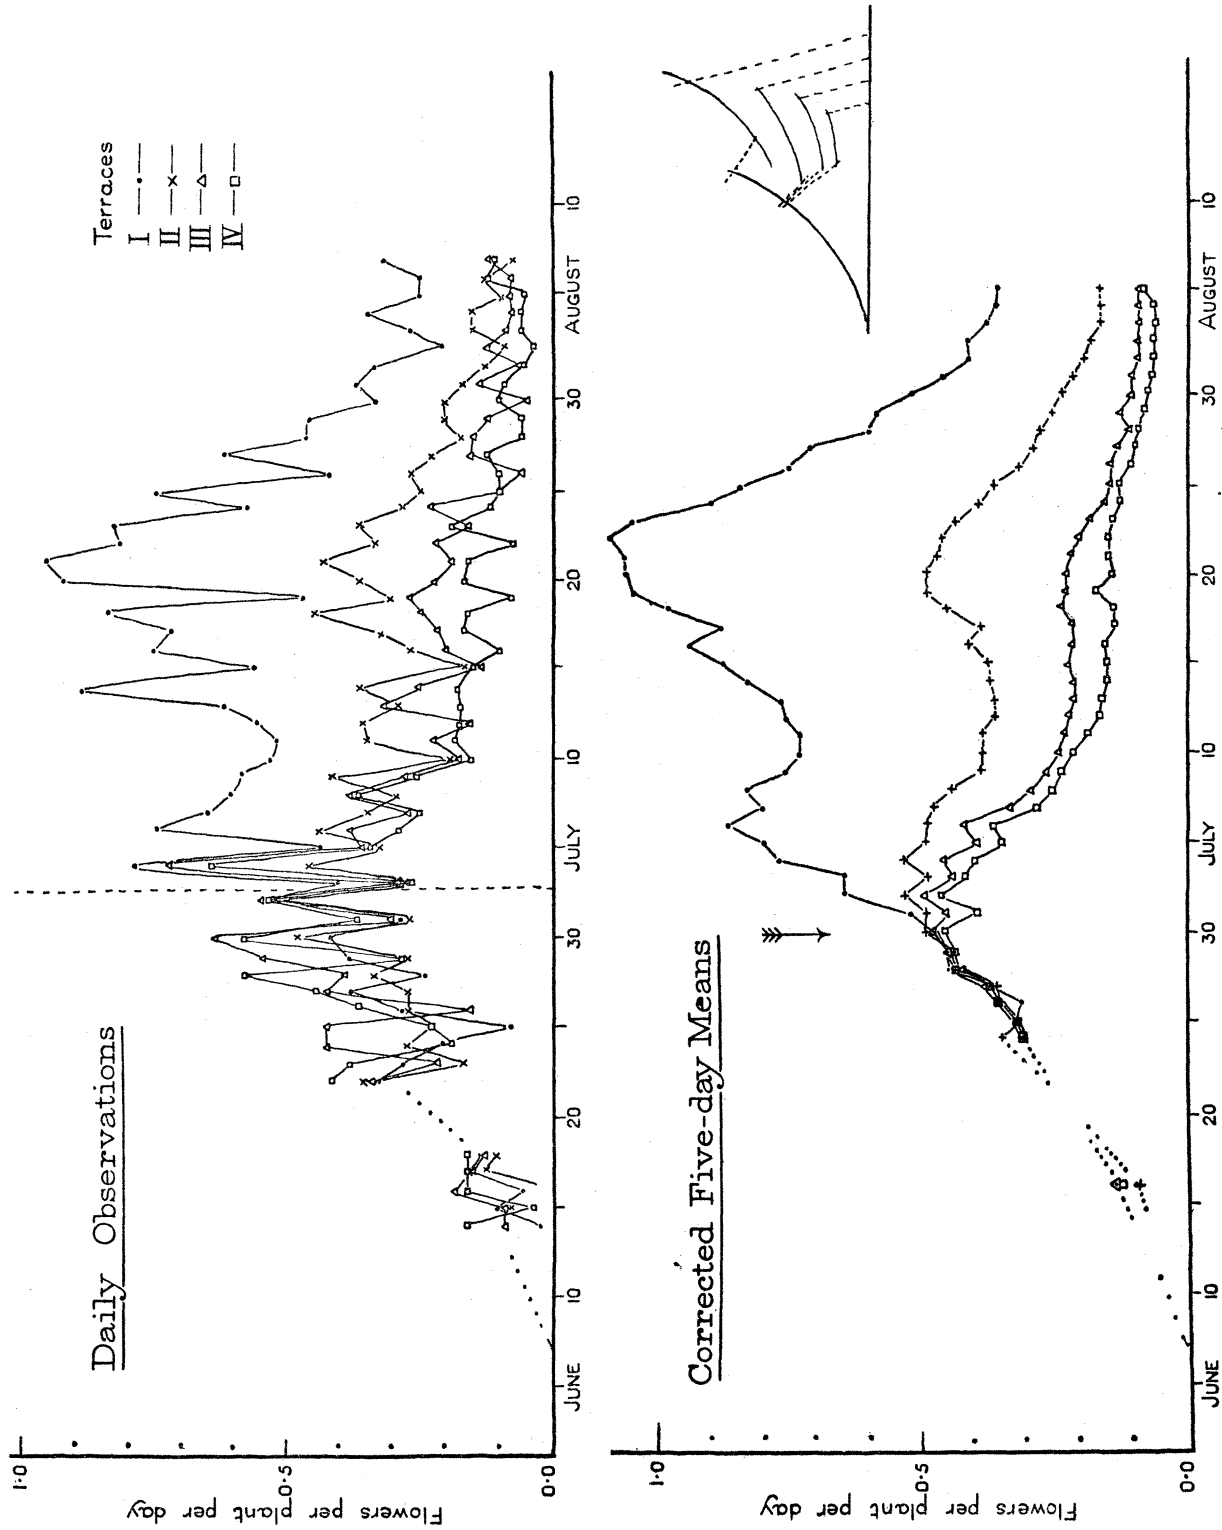 Daily Observations
Terraces
I
II
III
IV
Flowers per plant per day
1·0
0·5
0·0
JUNE 10 20 30 JULY 10 20 30 AUGUST 10
Corrected Five-day Means
Flowers per plant per day
1·0
0·5
0·0
JUNE 10 20 30 JULY 10 20 30 AUGUST 10